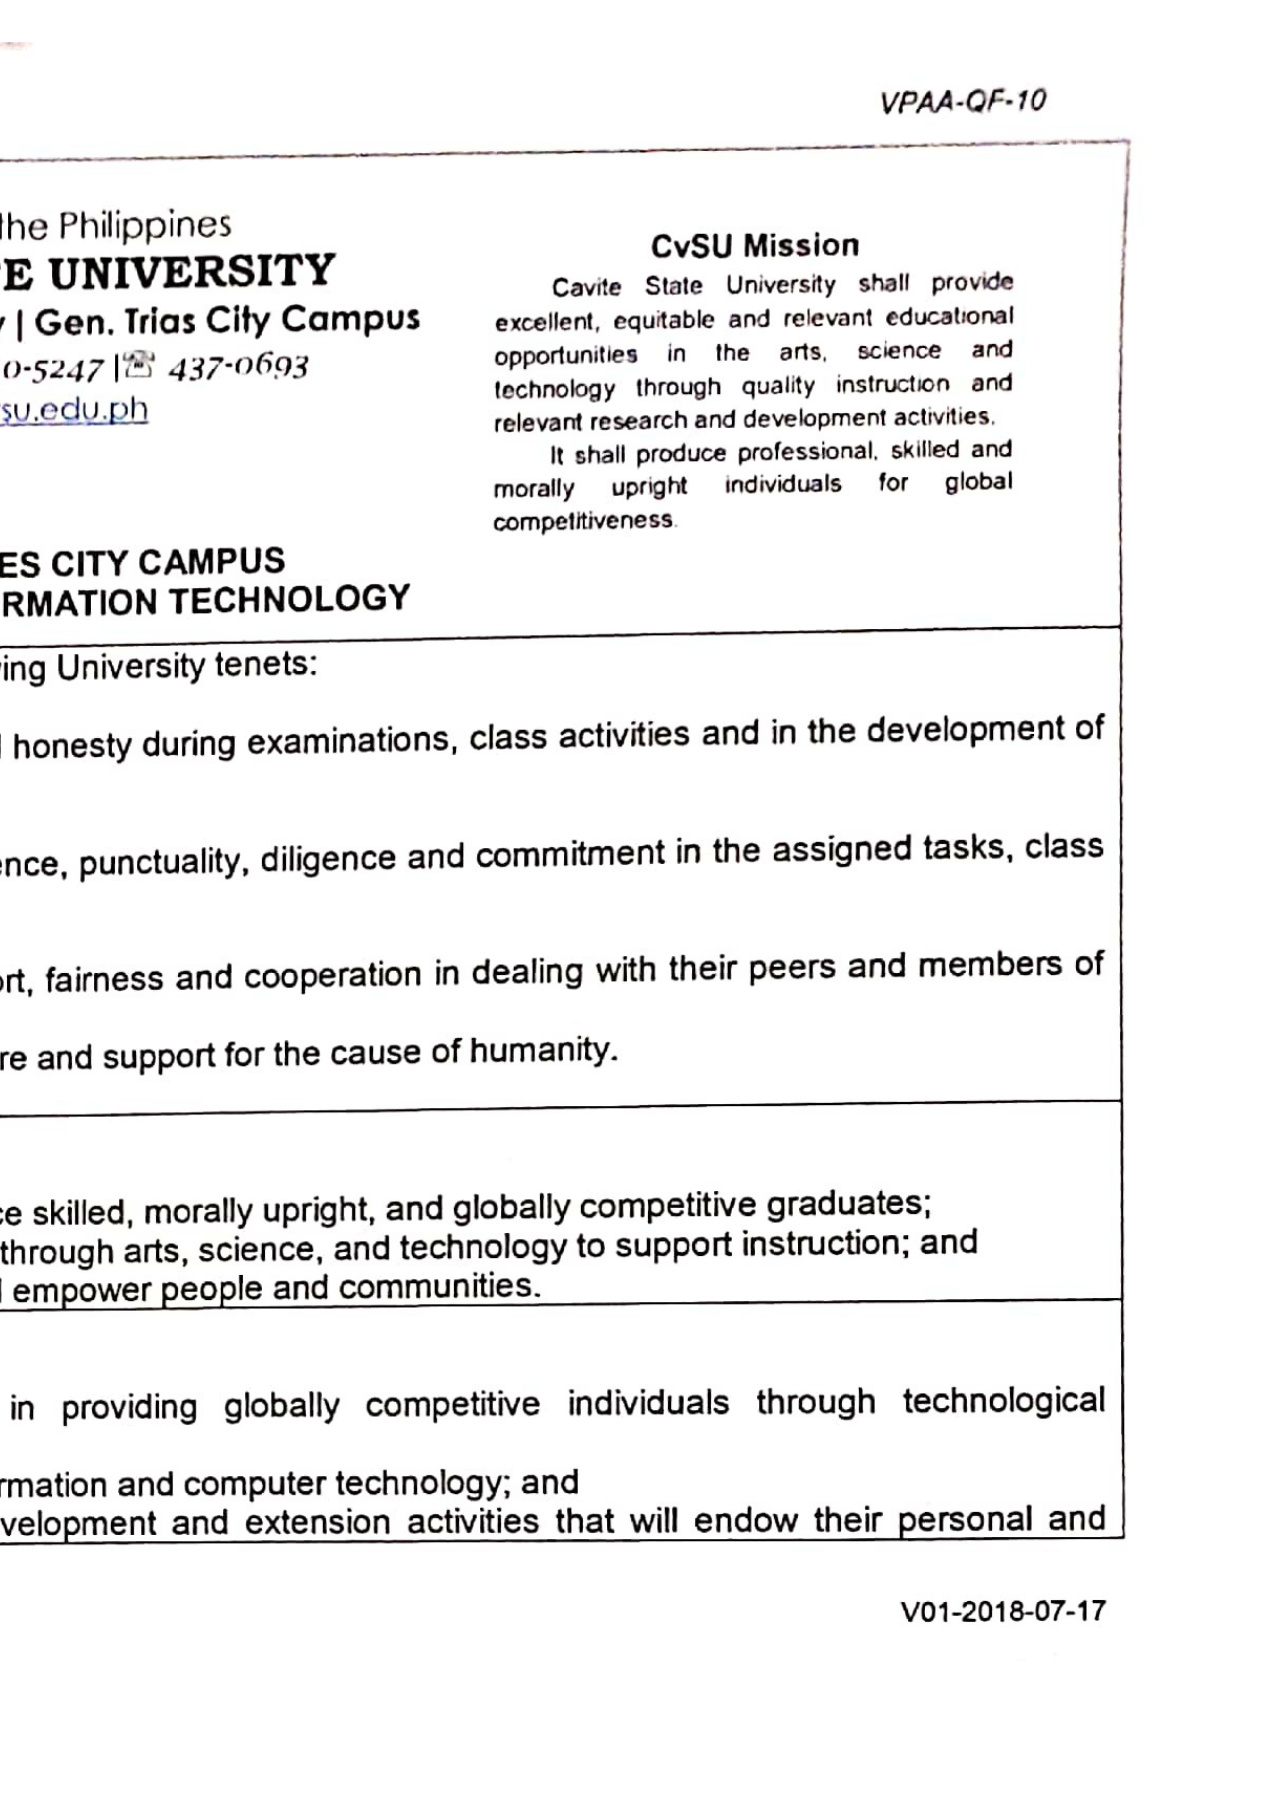 VPAA-QF-10
the Philippines
E UNIVERSITY
| Gen. Trias City Campus
0-5247 |☏ 437-0693
su.edu.ph
CvSU Mission
Cavite State University shall provide
excellent, equitable and relevant educational
opportunities in the arts, science and
technology through quality instruction and
relevant research and development activities.
It shall produce professional, skilled and
morally upright individuals for global
competitiveness.
ES CITY CAMPUS
RMATION TECHNOLOGY
ing University tenets:
honesty during examinations, class activities and in the development of
ence, punctuality, diligence and commitment in the assigned tasks, class
ort, fairness and cooperation in dealing with their peers and members of
re and support for the cause of humanity.
ce skilled, morally upright, and globally competitive graduates;
through arts, science, and technology to support instruction; and
empower people and communities.
in providing globally competitive individuals through technological
rmation and computer technology; and
velopment and extension activities that will endow their personal and
V01-2018-07-17